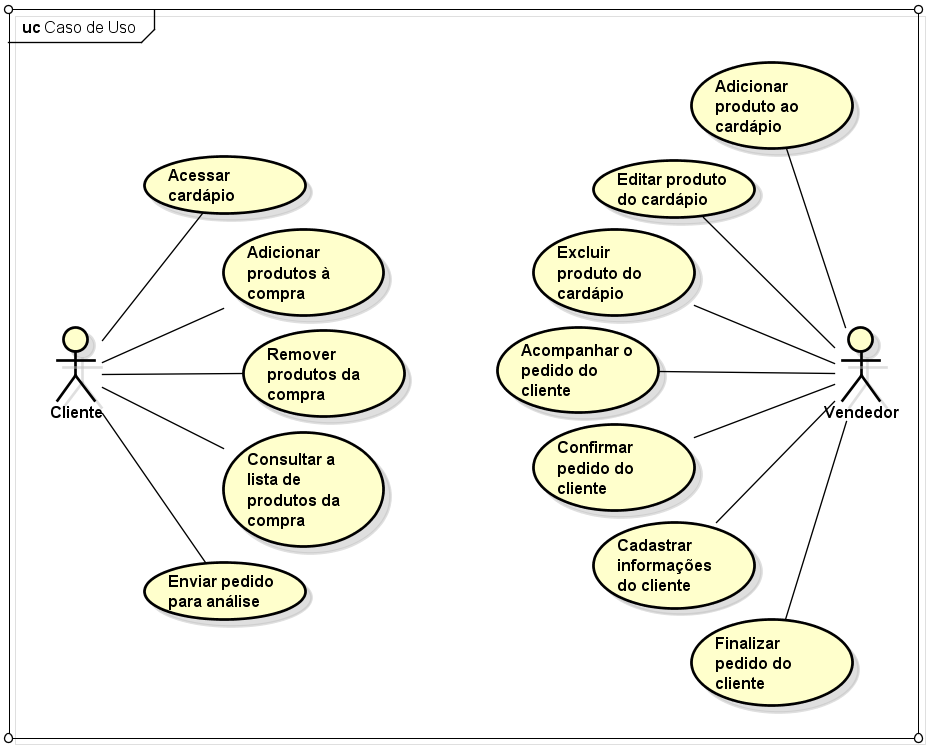 uc Caso de Uso
Acessar
cardápio
Adicionar
produtos à
compra
Remover
produtos da
compra
Consultar a
lista de
produtos da
compra
Enviar pedido
para análise
Cliente
Adicionar
produto ao
cardápio
Editar produto
do cardápio
Excluir
produto do
cardápio
Acompanhar o
pedido do
cliente
Confirmar
pedido do
cliente
Cadastrar
informações
do cliente
Finalizar
pedido do
cliente
Vendedor